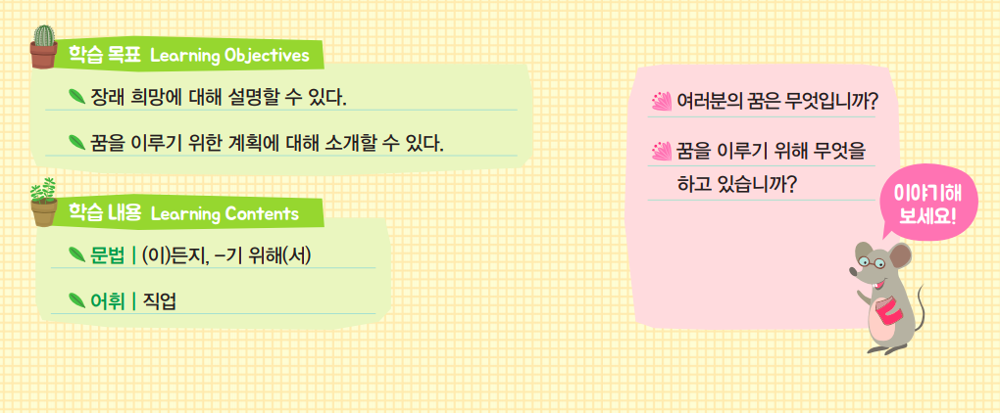 학습 목표 Learning Objectives
장래 희망에 대해 설명할 수 있다.
꿈을 이루기 위한 계획에 대해 소개할 수 있다.
학습 내용 Learning Contents
문법 | (이)든지, –기 위해(서)
어휘 | 직업
여러분의 꿈은 무엇입니까?
꿈을 이루기 위해 무엇을
하고 있습니까?
이야기해
보세요!